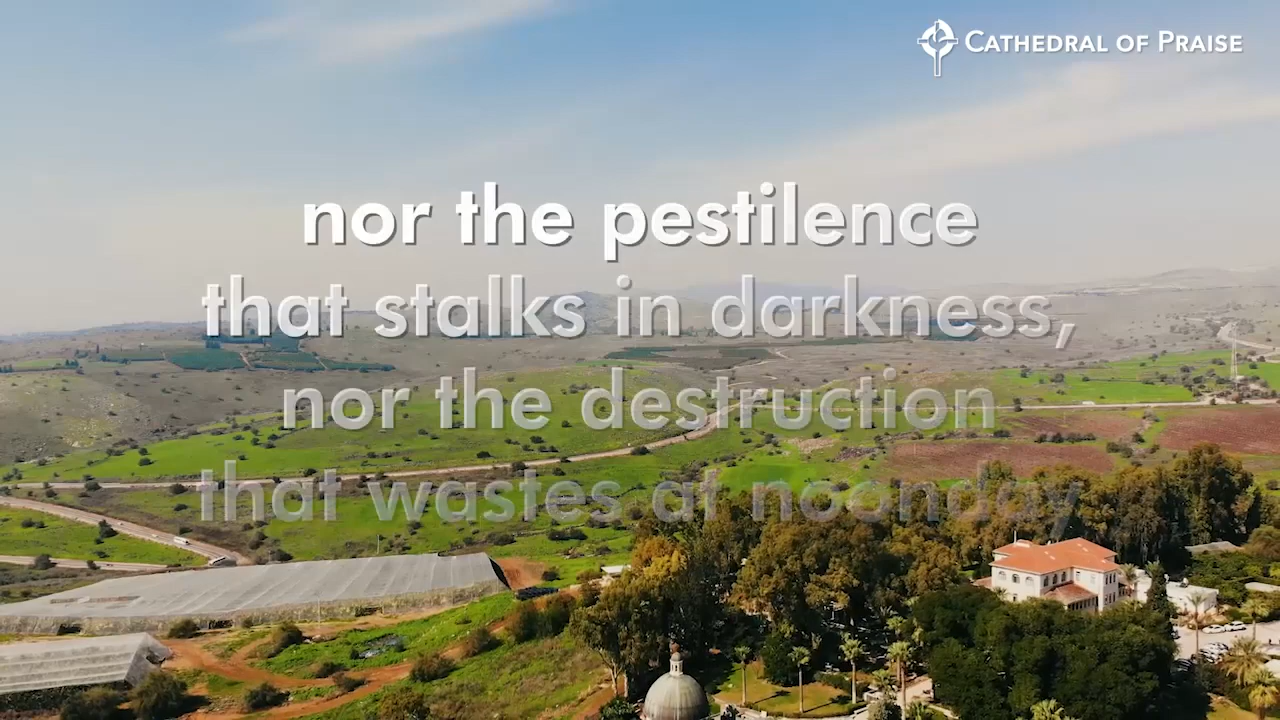 CATHEDRAL OF PRAISE
nor the pestilence
that stalks in darkness,
nor the destruction
that wastes at noonday